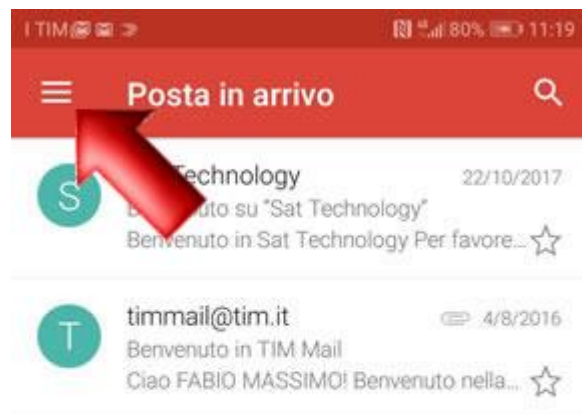 I TIM 80% 11:19
Posta in arrivo
S Technology 22/10/2017
uto su "Sat Technology"
Benvenuto in Sat Technology Per favore...
T timmail@tim.it 4/8/2016
Benvenuto in TIM Mail
Ciao FABIO MASSIMO! Benvenuto nella...